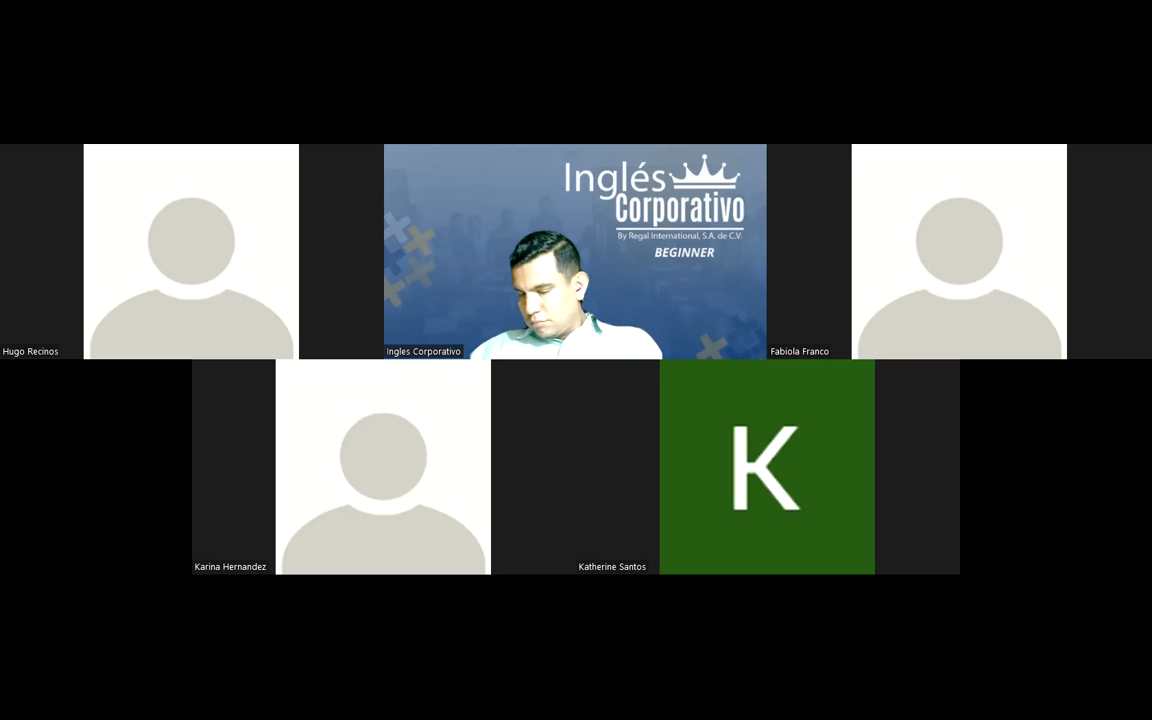 Inglés
Corporativo
By Regal International, S.A. de C.V.
BEGINNER
Hugo Recinos
Ingles Corporativo
Fabiola Franco
K
Karina Hernandez
Katherine Santos